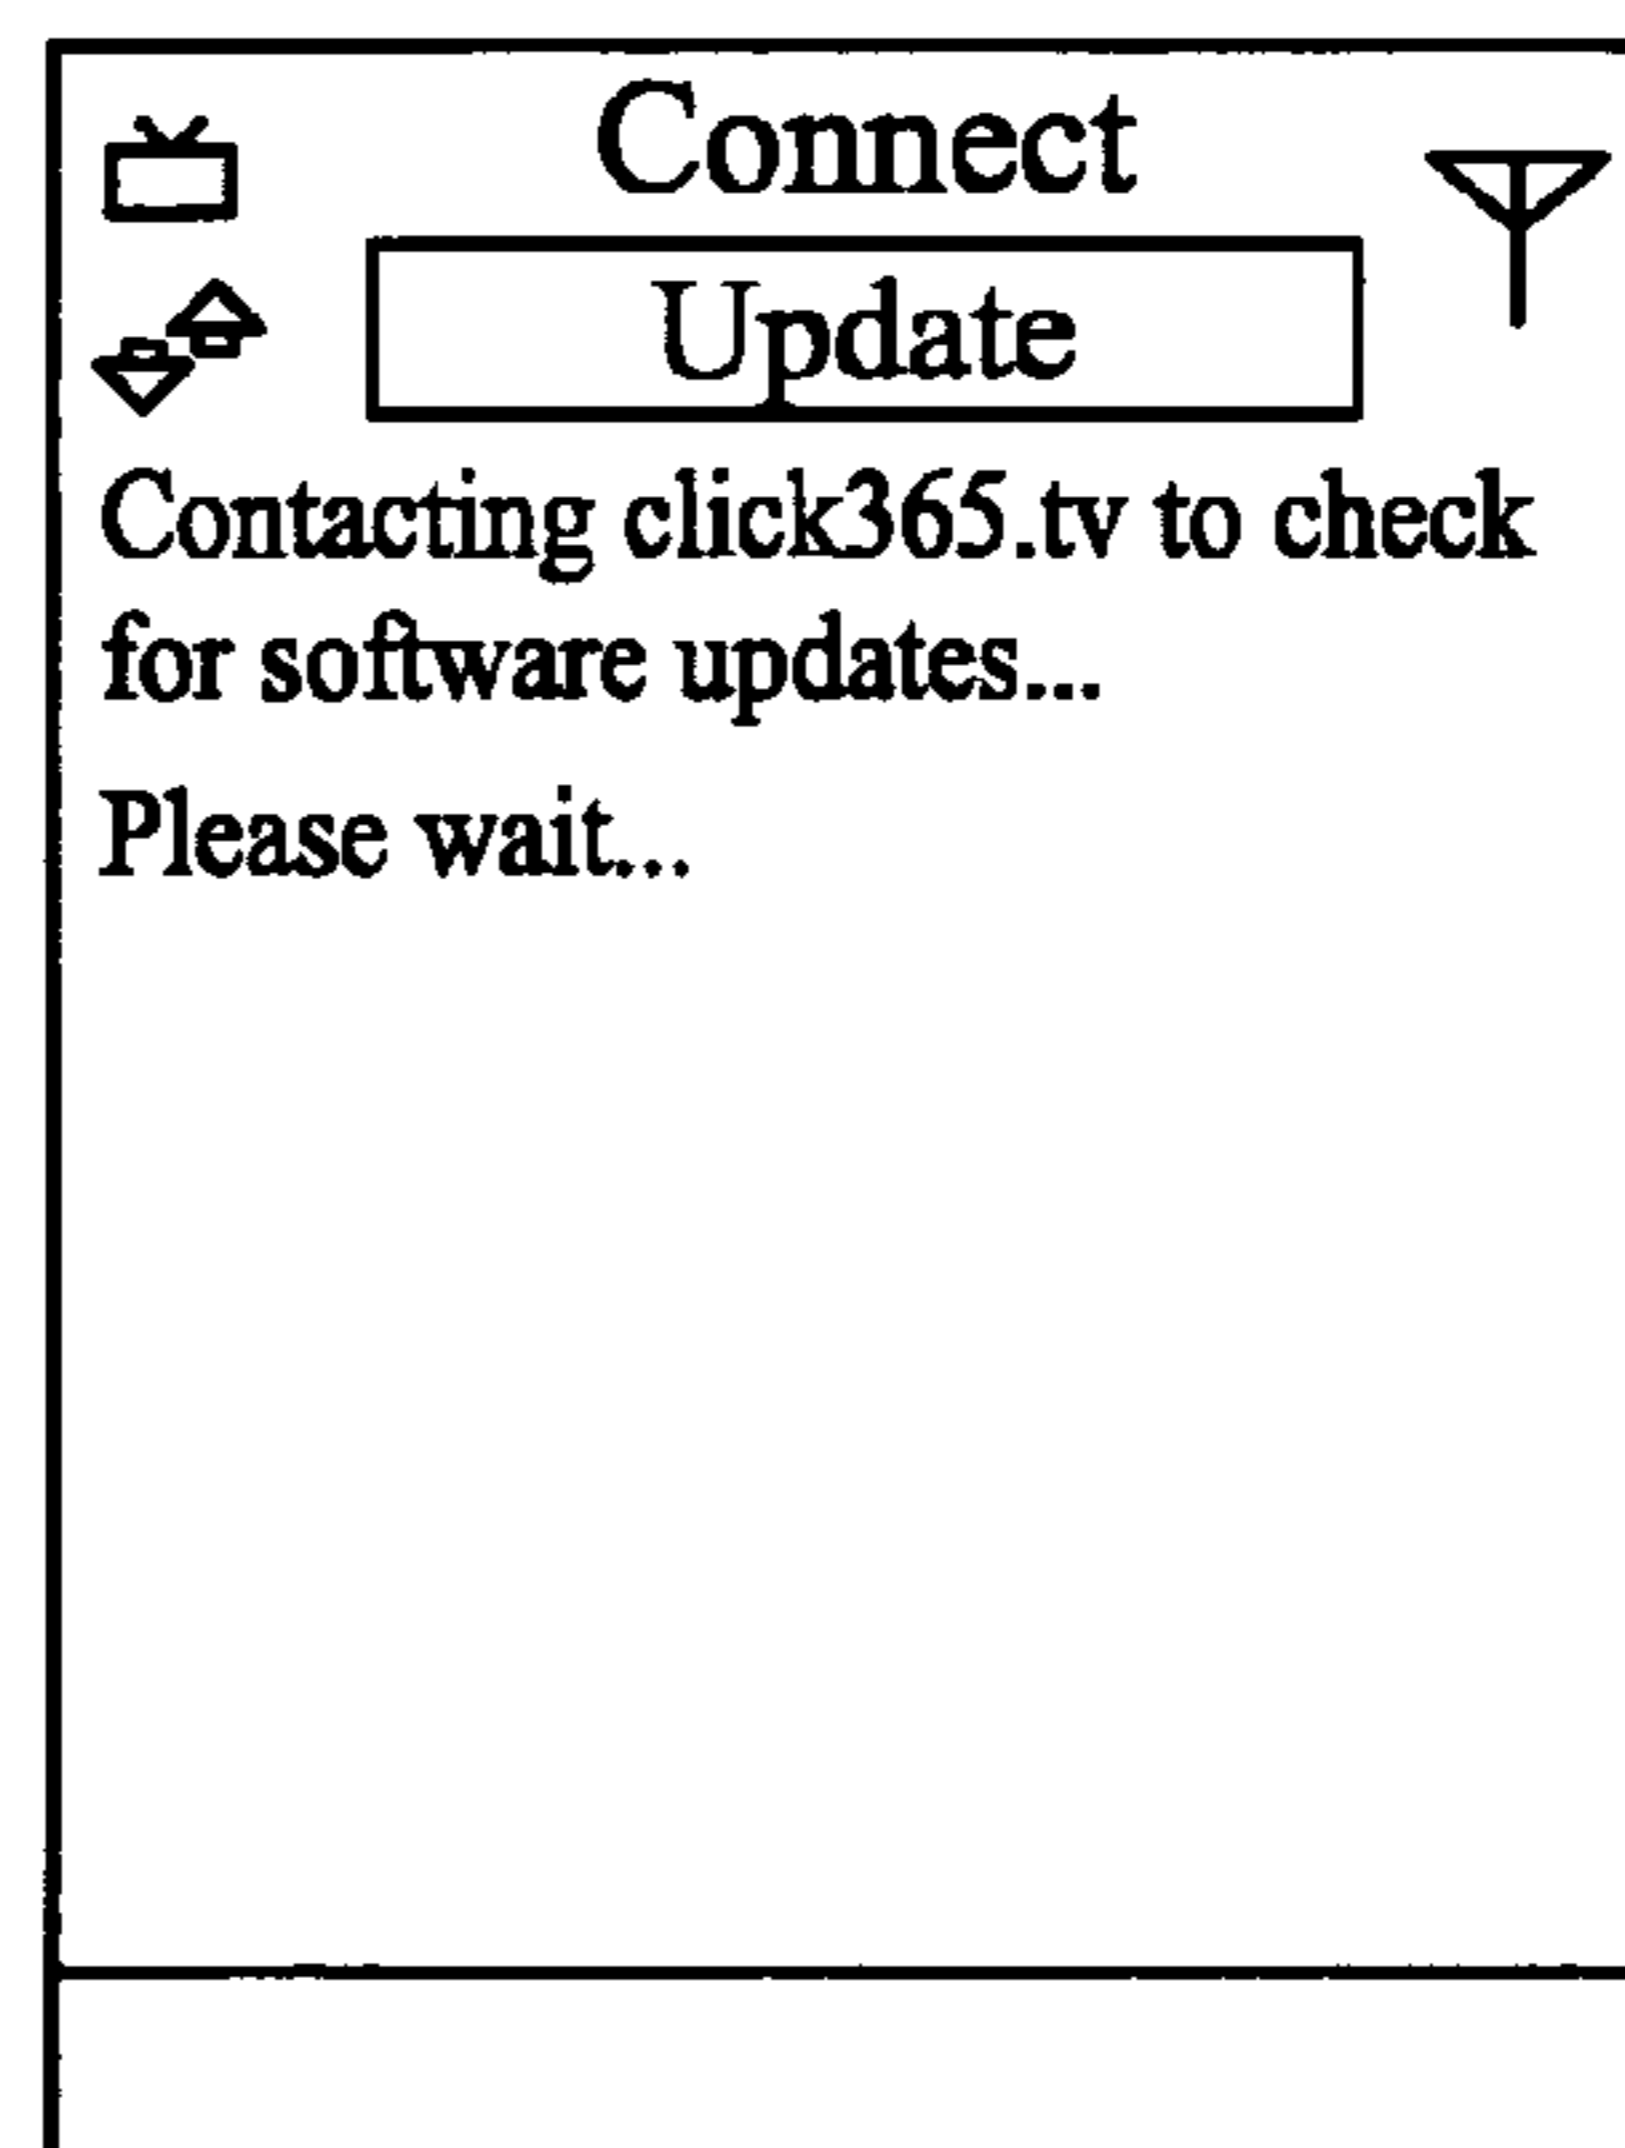 Connect
Update
Contacting click365.tv to check
for software updates...
Please wait...